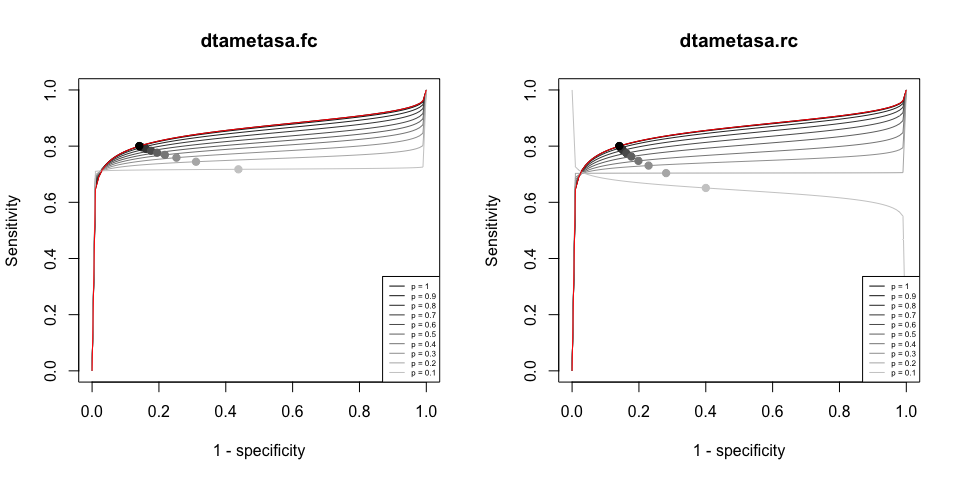 dtametasa.fc
Sensitivity
1.0
0.8
0.6
0.4
0.2
0.0
p = 1
p = 0.9
p = 0.8
p = 0.7
p = 0.6
p = 0.5
p = 0.4
p = 0.3
p = 0.2
p = 0.1
0.0 0.2 0.4 0.6 0.8 1.0
1 - specificity
dtametasa.rc
Sensitivity
1.0
0.8
0.6
0.4
0.2
0.0
p = 1
p = 0.9
p = 0.8
p = 0.7
p = 0.6
p = 0.5
p = 0.4
p = 0.3
p = 0.2
p = 0.1
0.0 0.2 0.4 0.6 0.8 1.0
1 - specificity